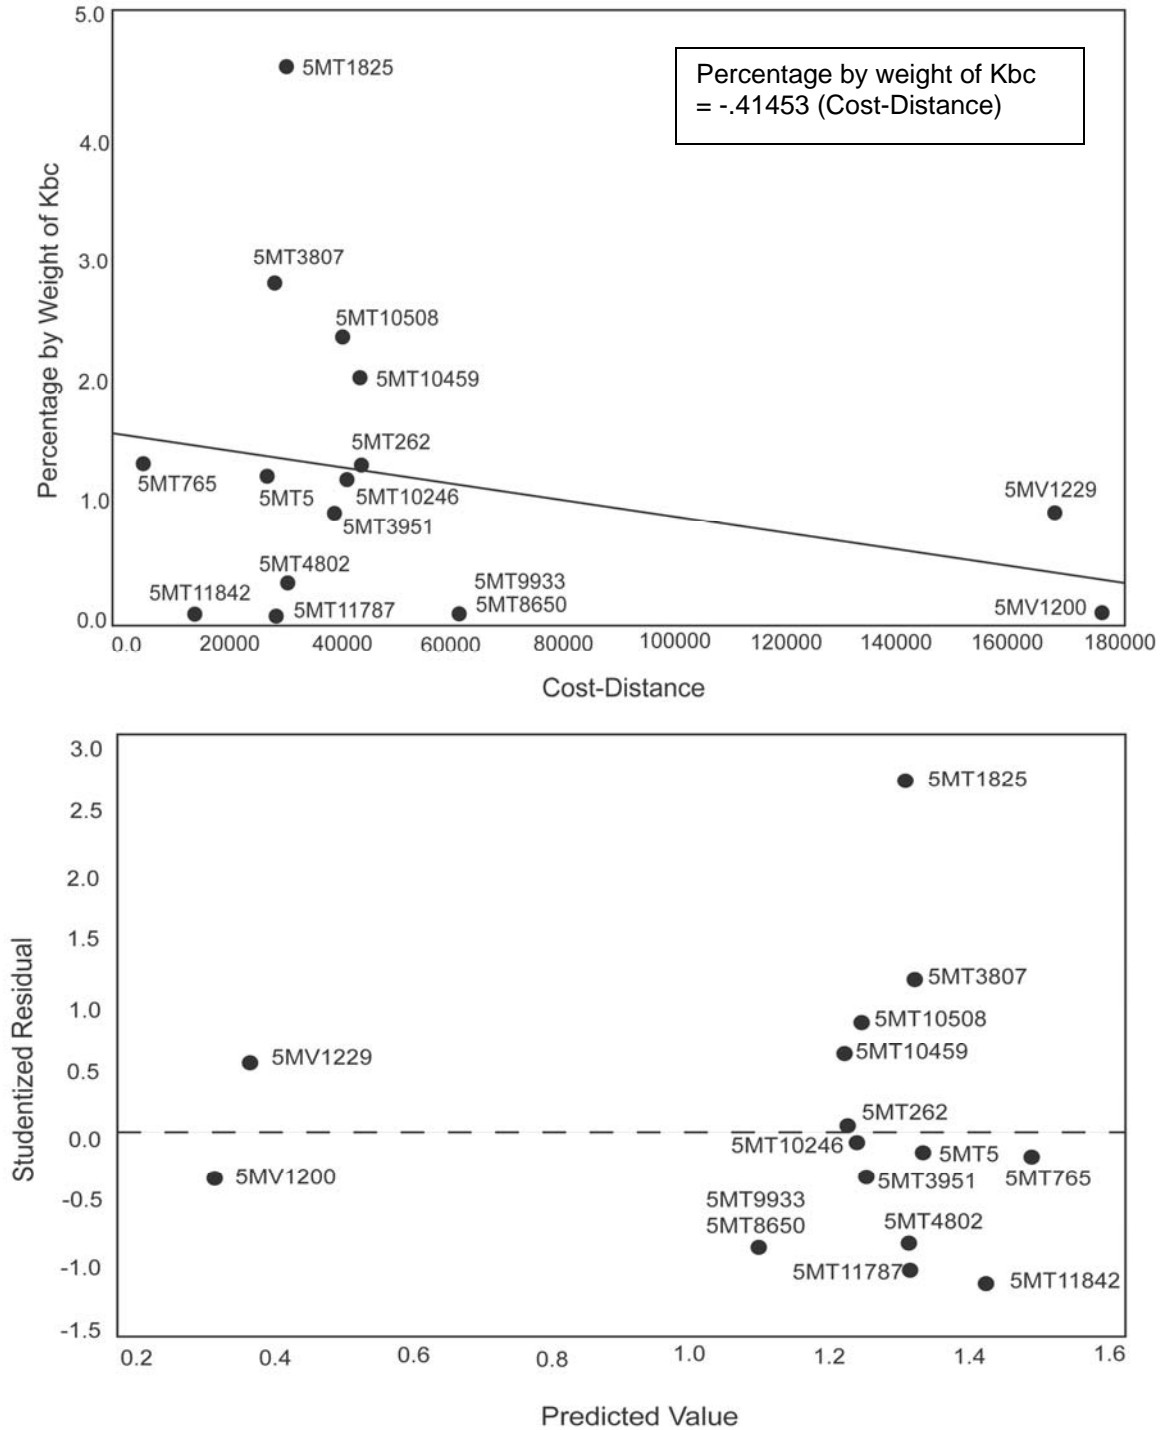 5.0
5MT1825
Percentage by weight of Kbc
= -.41453 (Cost-Distance)
4.0
Percentage by Weight of Kbc
3.0
5MT3807
5MT10508
2.0
5MT10459
5MT262
5MT765
5MT5
5MT10246
5MV1229
1.0
5MT3951
5MT4802
5MT9933
5MT11842
5MT11787
5MT8650
5MV1200
0.0
0.0 20000 40000 60000 80000 100000 120000 140000 160000 180000
Cost-Distance
3.0
5MT1825
2.5
2.0
1.5
Studentized Residual
5MT3807
1.0
5MT10508
5MT10459
5MV1229
0.5
5MT262
0.0
5MT10246
5MT5
5MT765
5MV1200
5MT3951
-0.5
5MT9933
5MT8650
5MT4802
-1.0
5MT11787
5MT11842
-1.5
0.2 0.4 0.6 0.8 1.0 1.2 1.4 1.6
Predicted Value